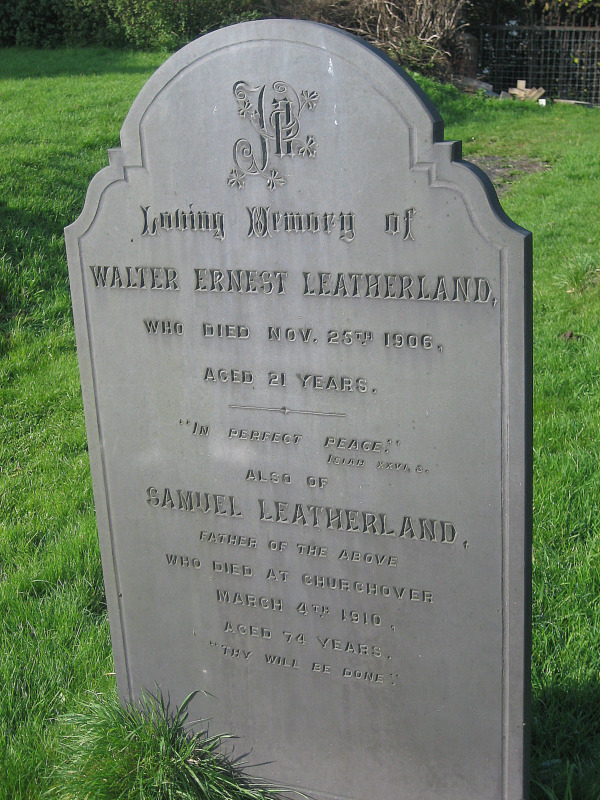 In
Loving Memory of
WALTER ERNEST LEATHERLAND,
WHO DIED NOV. 25TH 1906,
AGED 21 YEARS.
"IN PERFECT PEACE."
ISIAH XXVI, 3.
ALSO OF
SAMUEL LEATHERLAND,
FATHER OF THE ABOVE
WHO DIED AT CHURCHOVER
MARCH 4TH 1910,
AGED 74 YEARS.
"THY WILL BE DONE".